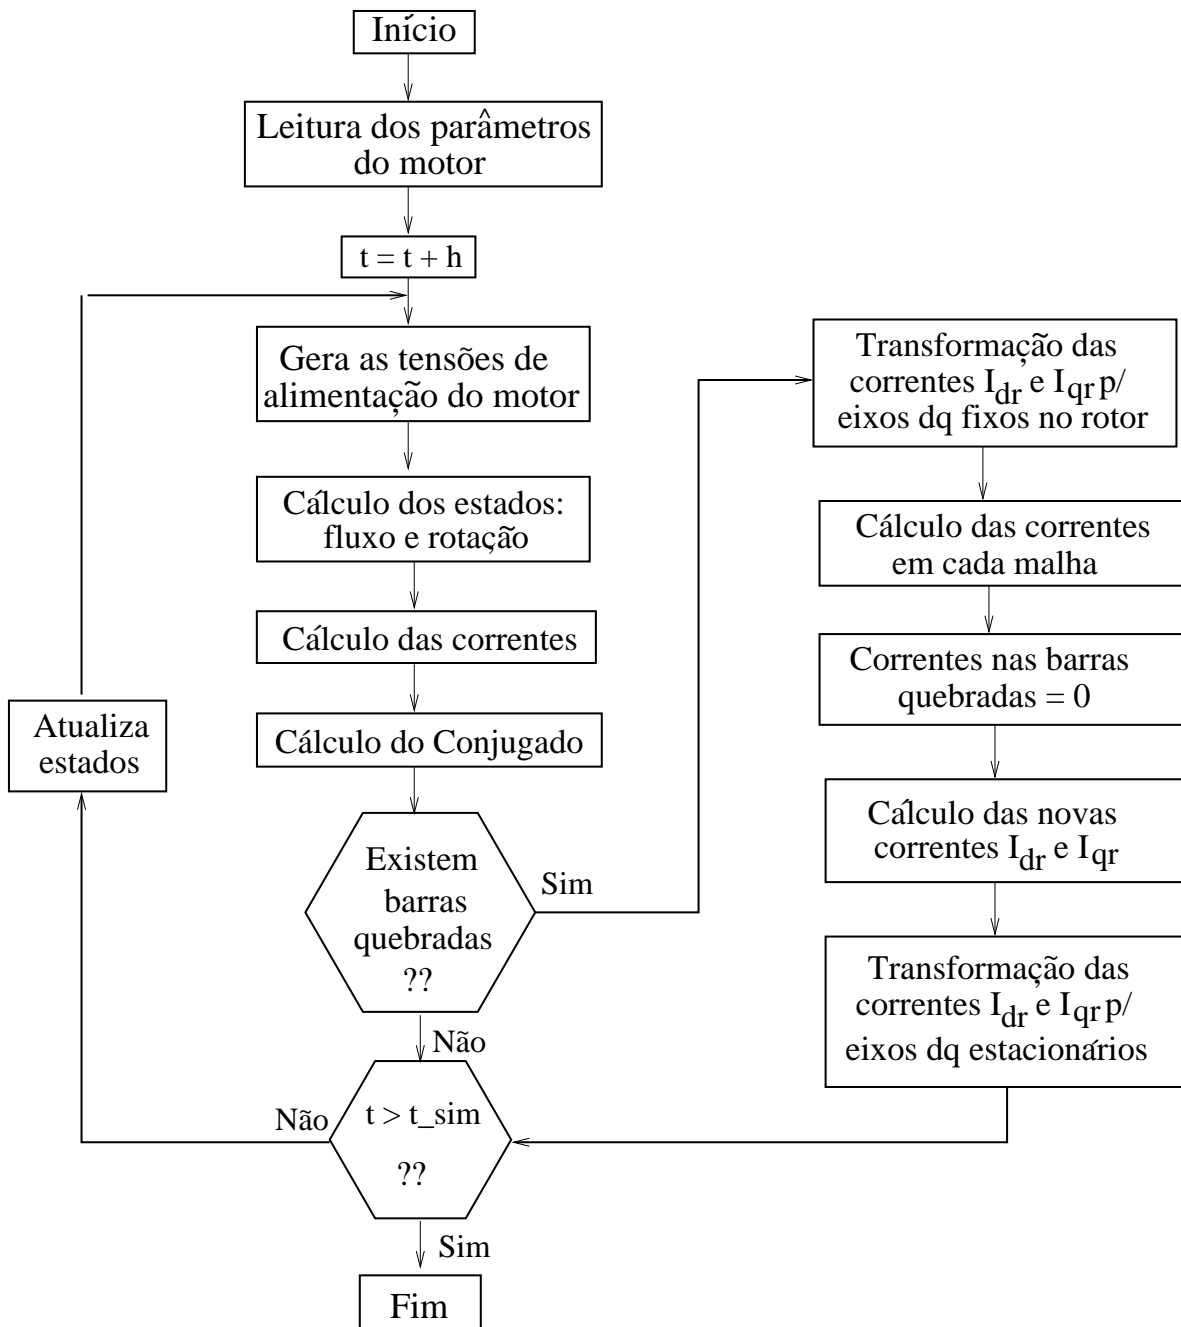 Início
Leitura dos parâmetros
do motor
t = t + h
Gera as tensões de
alimentação do motor
Cálculo dos estados:
fluxo e rotação
Cálculo das correntes
Cálculo do Conjugado
Existem
barras
quebradas
??
Sim
Não
t > t_sim
??
Não
Sim
Fim
Atualiza
estados
Transformação das
correntes I_dr e I_qr p/
eixos dq fixos no rotor
Cálculo das correntes
em cada malha
Correntes nas barras
quebradas = 0
Cálculo das novas
correntes I_dr e I_qr
Transformação das
correntes I_dr e I_qr p/
eixos dq estacionários